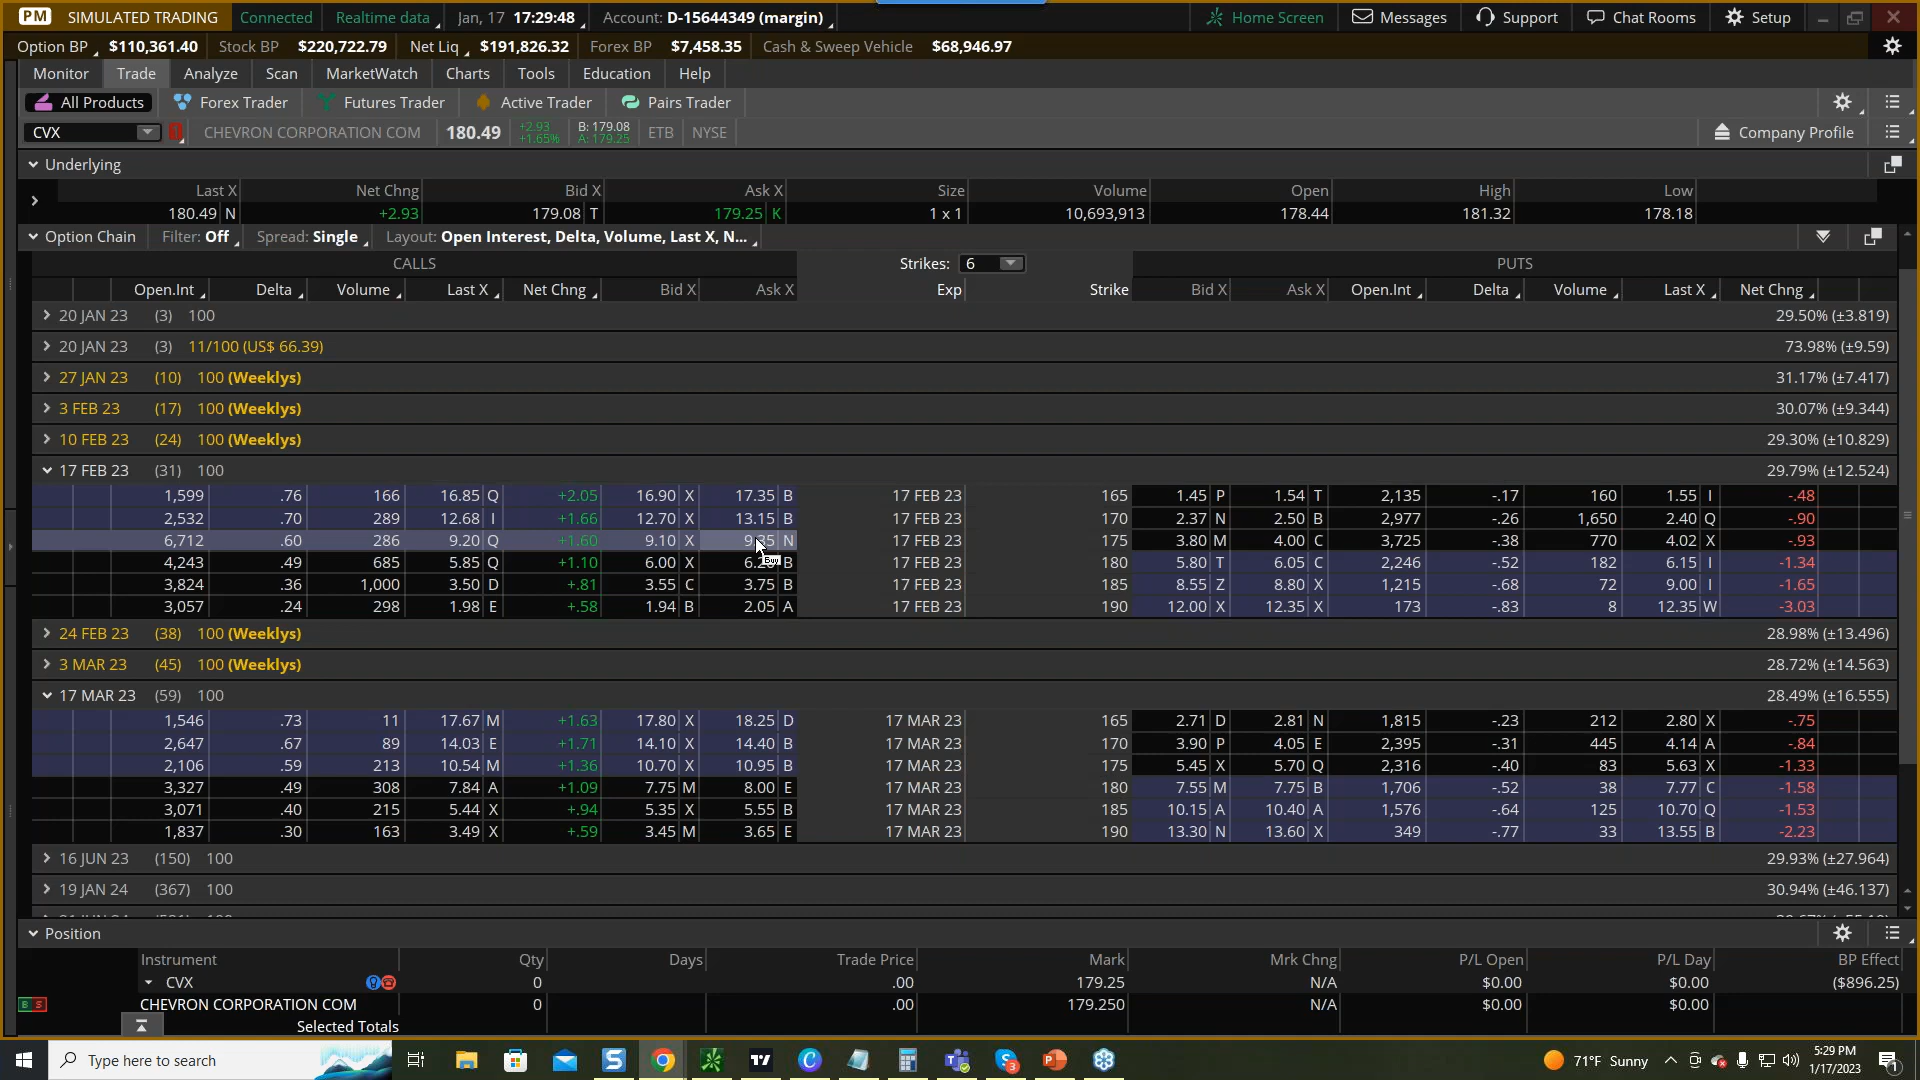 PM SIMULATED TRADING Connected Realtime data Jan, 17 17:29:48 Account: D-15644349 (margin) Home Screen Messages Support Chat Rooms Setup
Option BP $110,361.40 Stock BP $220,722.79 Net Liq $191,826.32 Forex BP $7,458.35 Cash & Sweep Vehicle $68,946.97
Monitor Trade Analyze Scan MarketWatch Charts Tools Education Help
All Products Forex Trader Futures Trader Active Trader Pairs Trader
CVX CHEVRON CORPORATION COM 180.49 +2.93 +1.65% B: 179.08 A: 179.25 ETB NYSE Company Profile
Underlying
Last X Net Chng Bid X Ask X Size Volume Open High Low
180.49 N +2.93 179.08 T 179.25 K 1 x 1 10,693,913 178.44 181.32 178.18
Option Chain Filter: Off Spread: Single Layout: Open Interest, Delta, Volume, Last X, N...
CALLS Strikes: 6 PUTS
Open.Int Delta Volume Last X Net Chng Bid X Ask X Exp Strike Bid X Ask X Open.Int Delta Volume Last X Net Chng
20 JAN 23 (3) 100 29.50% (±3.819)
20 JAN 23 (3) 11/100 (US$ 66.39) 73.98% (±9.59)
27 JAN 23 (10) 100 (Weeklys) 31.17% (±7.417)
3 FEB 23 (17) 100 (Weeklys) 30.07% (±9.344)
10 FEB 23 (24) 100 (Weeklys) 29.30% (±10.829)
17 FEB 23 (31) 100 29.79% (±12.524)
1,599 .76 166 16.85 Q +2.05 16.90 X 17.35 B 17 FEB 23 165 1.45 P 1.54 T 2,135 -.17 160 1.55 I -.48
2,532 .70 289 12.68 I +1.66 12.70 X 13.15 B 17 FEB 23 170 2.37 N 2.50 B 2,977 -.26 1,650 2.40 Q -.90
6,712 .60 286 9.20 Q +1.60 9.10 X N 17 FEB 23 175 3.80 M 4.00 C 3,725 -.38 770 4.02 X -.93
4,243 .49 685 5.85 Q +1.10 6.00 X B 17 FEB 23 180 5.80 T 6.05 C 2,246 -.52 182 6.15 I -1.34
3,824 .36 1,000 3.50 D +.81 3.55 C 3.75 B 17 FEB 23 185 8.55 Z 8.80 X 1,215 -.68 72 9.00 I -1.65
3,057 .24 298 1.98 E +.58 1.94 B 2.05 A 17 FEB 23 190 12.00 X 12.35 X 173 -.83 8 12.35 W -3.03
24 FEB 23 (38) 100 (Weeklys) 28.98% (±13.496)
3 MAR 23 (45) 100 (Weeklys) 28.72% (±14.563)
17 MAR 23 (59) 100 28.49% (±16.555)
1,546 .73 11 17.67 M +1.63 17.80 X 18.25 D 17 MAR 23 165 2.71 D 2.81 N 1,815 -.23 212 2.80 X -.75
2,647 .67 89 14.03 E +1.71 14.10 X 14.40 B 17 MAR 23 170 3.90 P 4.05 E 2,395 -.31 445 4.14 A -.84
2,106 .59 213 10.54 M +1.36 10.70 X 10.95 B 17 MAR 23 175 5.45 X 5.70 Q 2,316 -.40 83 5.63 X -1.33
3,327 .49 308 7.84 A +1.09 7.75 M 8.00 E 17 MAR 23 180 7.55 M 7.75 B 1,706 -.52 38 7.77 C -1.58
3,071 .40 215 5.44 X +.94 5.35 X 5.55 B 17 MAR 23 185 10.15 A 10.40 A 1,576 -.64 125 10.70 Q -1.53
1,837 .30 163 3.49 X +.59 3.45 M 3.65 E 17 MAR 23 190 13.30 N 13.60 X 349 -.77 33 13.55 B -2.23
16 JUN 23 (150) 100 29.93% (±27.964)
19 JAN 24 (367) 100 30.94% (±46.137)
Position
Instrument Qty Days Trade Price Mark Mrk Chng P/L Open P/L Day BP Effect
CVX 0 .00 179.25 N/A $0.00 $0.00 ($896.25)
B S CHEVRON CORPORATION COM 0 .00 179.250 N/A $0.00 $0.00
Selected Totals
Type here to search 71°F Sunny 5:29 PM
1/17/2023